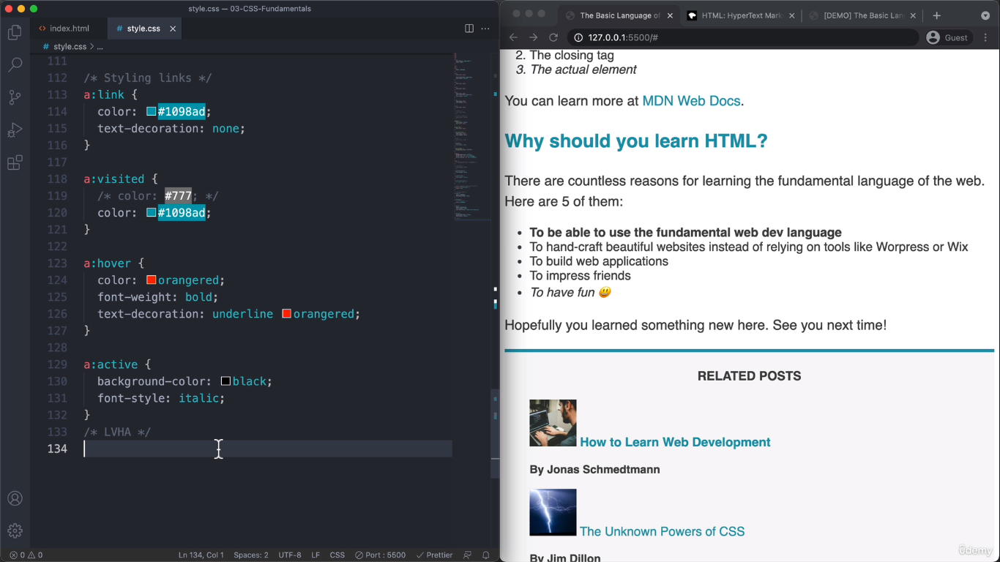 style.css — 03-CSS-Fundamentals
index.html
style.css
style.css > ...
111
112 /* Styling links */
113 a:link {
114 color: #1098ad;
115 text-decoration: none;
116 }
117
118 a:visited {
119 /* color: #777; */
120 color: #1098ad;
121 }
122
123 a:hover {
124 color: orangered;
125 font-weight: bold;
126 text-decoration: underline orangered;
127 }
128
129 a:active {
130 background-color: black;
131 font-style: italic;
132 }
133 /* LVHA */
134
0 0 Ln 134, Col 1 Spaces: 2 UTF-8 LF CSS Port : 5500 Prettier
The Basic Language of
HTML: HyperText Mark
[DEMO] The Basic Lan
127.0.0.1:5500/#
Guest
2. The closing tag
3. The actual element
You can learn more at MDN Web Docs.
Why should you learn HTML?
There are countless reasons for learning the fundamental language of the web.
Here are 5 of them:
• To be able to use the fundamental web dev language
• To hand-craft beautiful websites instead of relying on tools like Worpress or Wix
• To build web applications
• To impress friends
• To have fun 😃
Hopefully you learned something new here. See you next time!
RELATED POSTS
How to Learn Web Development
By Jonas Schmedtmann
The Unknown Powers of CSS
By Jim Dillon
ûdemy